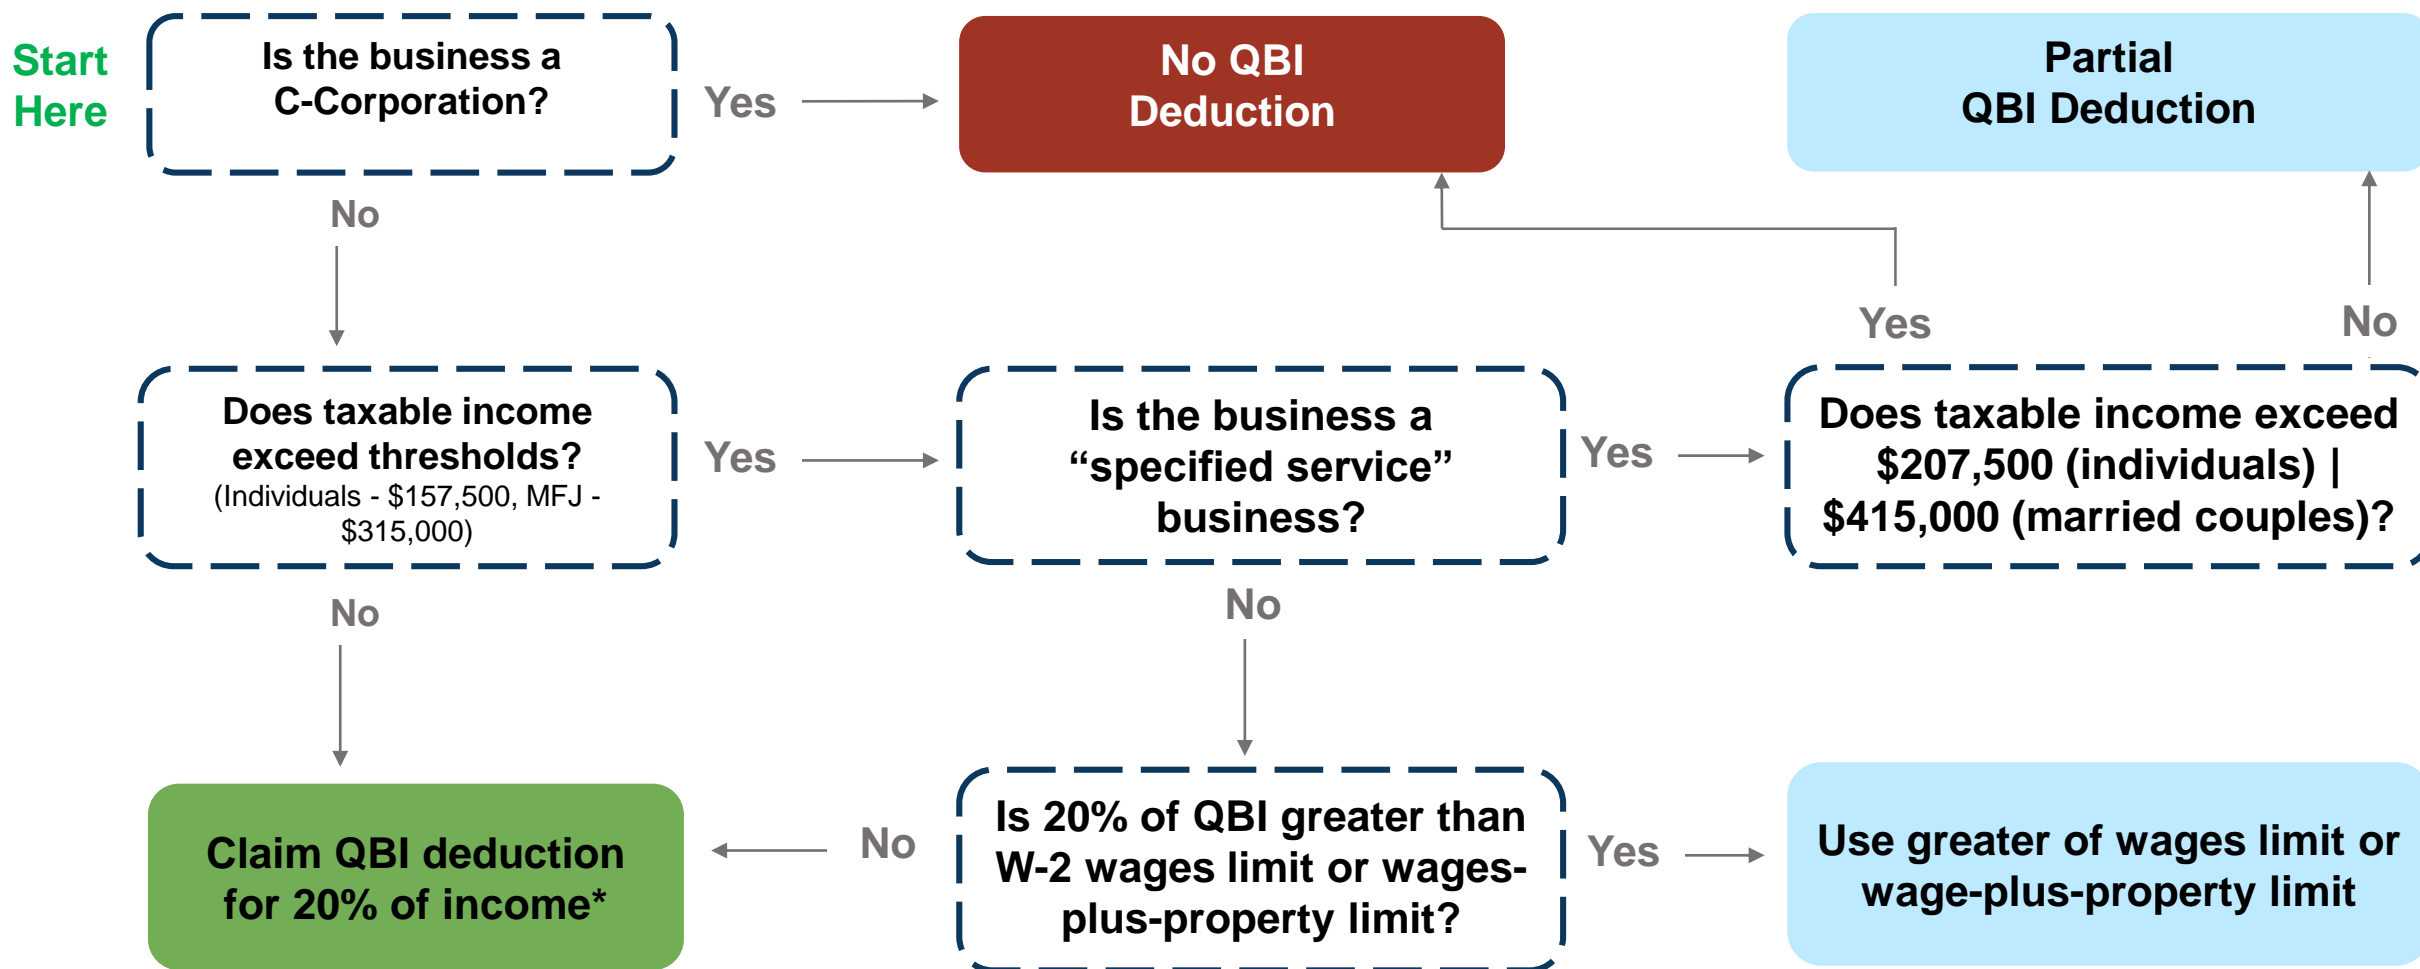 Start
Here
Is the business a
C-Corporation?
Yes
No QBI
Deduction
Partial
QBI Deduction
No
Yes
No
Does taxable income
exceed thresholds?
(Individuals - $157,500, MFJ -
$315,000)
Yes
Is the business a
“specified service”
business?
Yes
Does taxable income exceed
$207,500 (individuals) |
$415,000 (married couples)?
No
No
Claim QBI deduction
for 20% of income*
No
Is 20% of QBI greater than
W-2 wages limit or wages-
plus-property limit?
Yes
Use greater of wages limit or
wage-plus-property limit